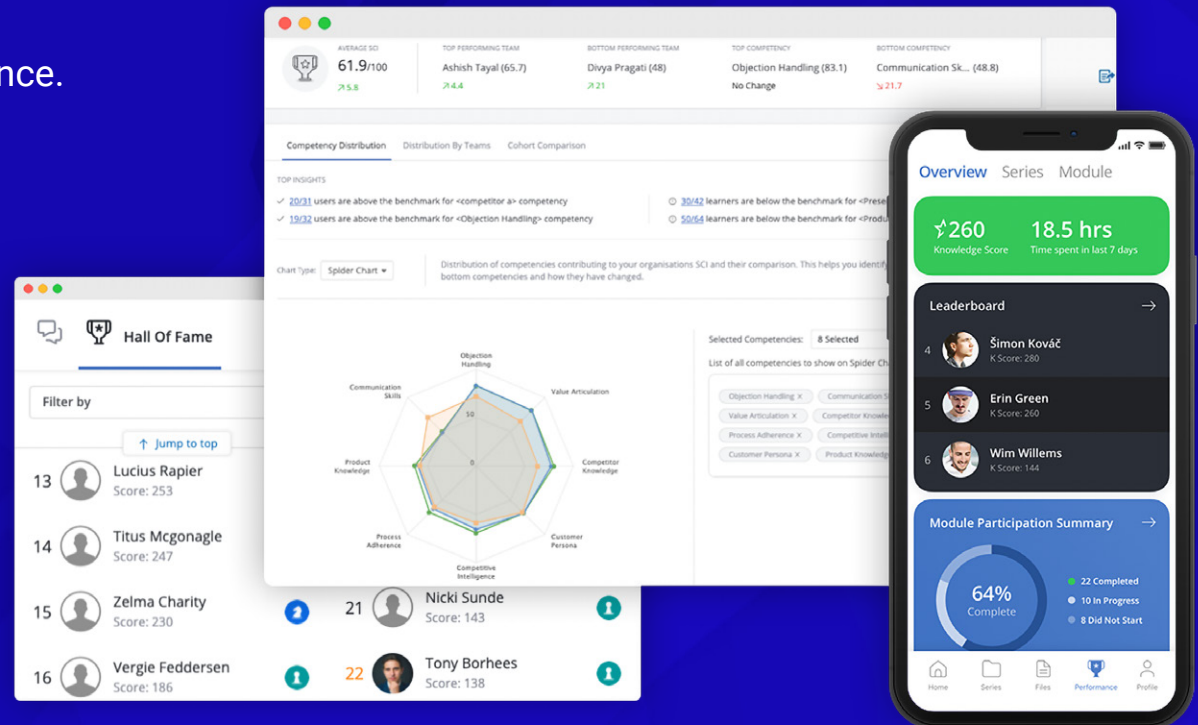 nce.
AVERAGE SCI
61.9/100
5.8
TOP PERFORMING TEAM
Ashish Tayal (65.7)
4.4
BOTTOM PERFORMING TEAM
Divya Pragati (48)
21
TOP COMPETENCY
Objection Handling (83.1)
No Change
BOTTOM COMPETENCY
Communication Sk... (48.8)
21.7
Competency Distribution Distribution By Teams Cohort Comparison
TOP INSIGHTS
20/31 users are above the benchmark for <competitor a> competency
19/32 users are above the benchmark for <Objection Handling> competency
30/42 learners are below the benchmark for <Prese
50/64 learners are below the benchmark for <Produ
Chart Type: Spider Chart
Distribution of competencies contributing to your organisations SCI and their comparison. This helps you identify
bottom competencies and how they have changed.
Objection
Handling
Value Articulation
Competitor
Knowledge
Customer
Persona
Competitive
Intelligence
Process
Adherence
Product
Knowledge
Communication
Skills
50
0
Selected Competencies: 8 Selected
List of all competencies to show on Spider Ch
Objection Handling X Communication S
Value Articulation X Competitor Knowle
Process Adherence X Competitive Intelli
Customer Persona X Product Knowledg
Hall Of Fame
Filter by
↑ Jump to top
13 Lucius Rapier
Score: 253
14 Titus Mcgonagle
Score: 247
15 Zelma Charity
Score: 230
16 Vergie Feddersen
Score: 186
21 Nicki Sunde
Score: 143
22 Tony Borhees
Score: 138
Overview Series Module
260
Knowledge Score
18.5 hrs
Time spent in last 7 days
Leaderboard →
4 Šimon Kováč
K Score: 280
5 Erin Green
K Score: 260
6 Wim Willems
K Score: 144
Module Participation Summary →
64%
Complete
22 Completed
10 In Progress
8 Did Not Start
Home Series Files Performance Profile